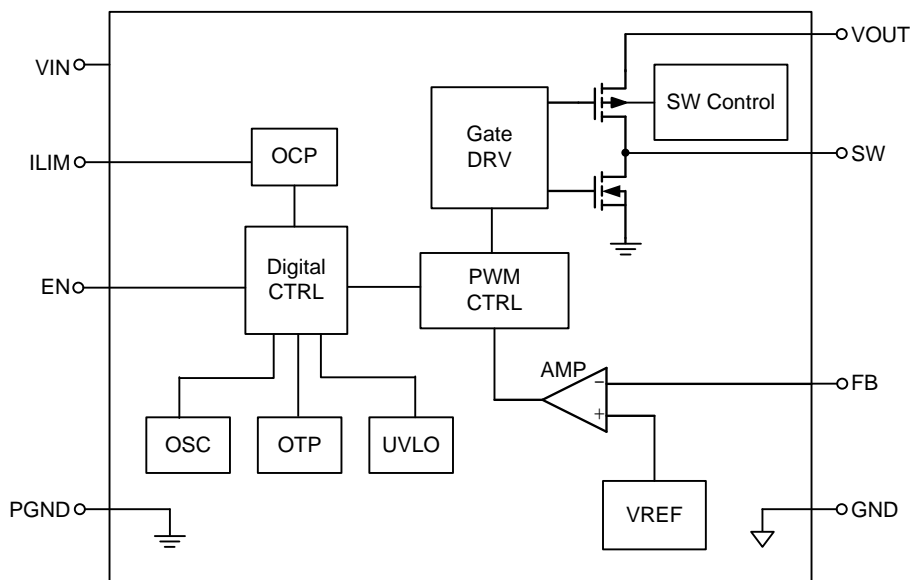 VOUT
VIN
SW Control
Gate
DRV
ILIM
OCP
SW
Digital
CTRL
EN
PWM
CTRL
AMP
−
FB
+
OSC
OTP
UVLO
VREF
PGND
GND